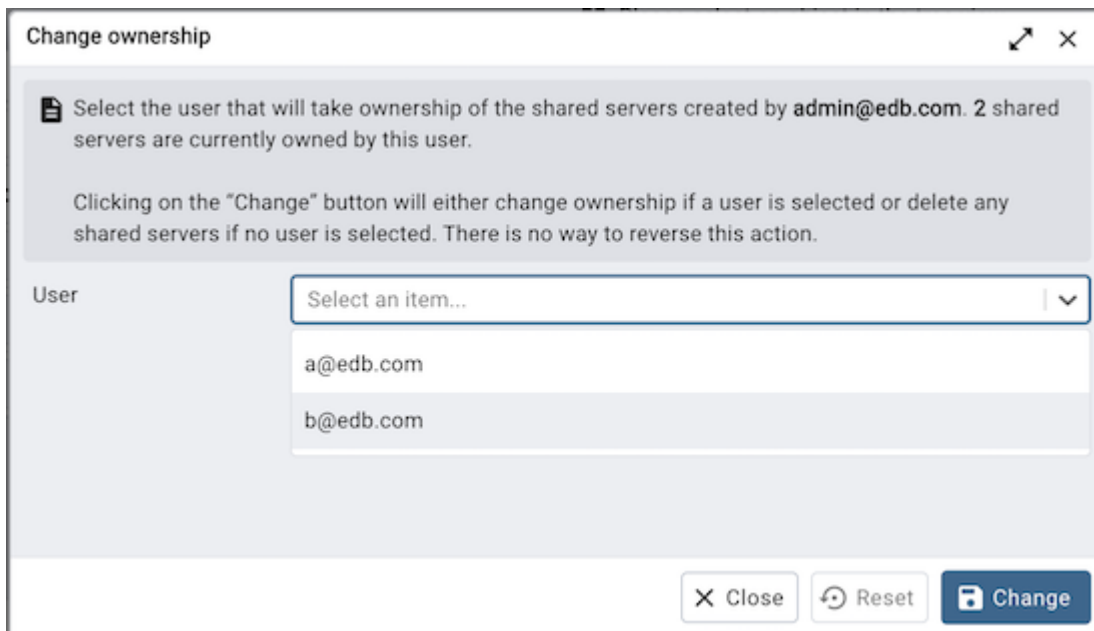 Change ownership
Select the user that will take ownership of the shared servers created by admin@edb.com. 2 shared
servers are currently owned by this user.
Clicking on the “Change” button will either change ownership if a user is selected or delete any
shared servers if no user is selected. There is no way to reverse this action.
User
Select an item...
a@edb.com
b@edb.com
Close
Reset
Change